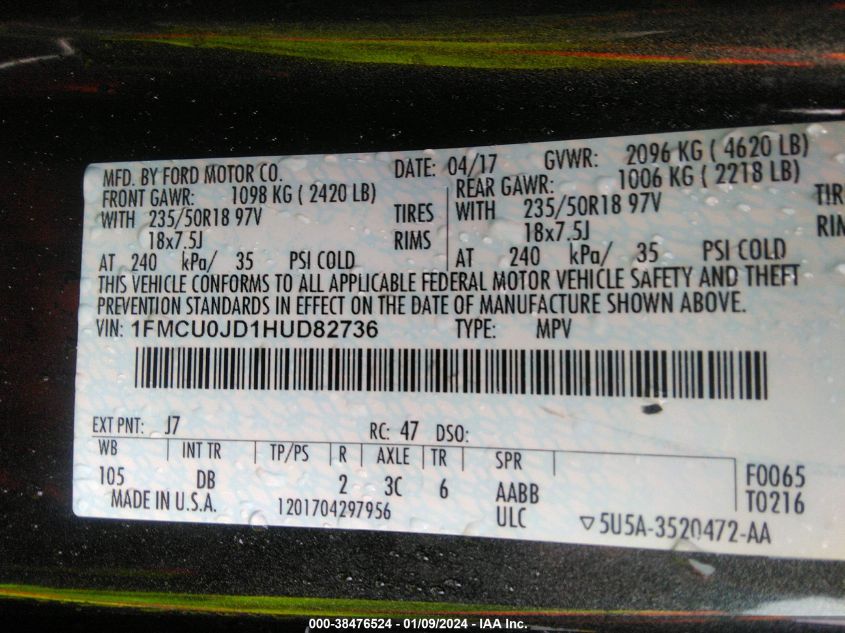 MFD. BY FORD MOTOR CO. DATE: 04/17 GVWR: 2096 KG ( 4620 LB)
FRONT GAWR: 1098 KG ( 2420 LB) REAR GAWR: 1006 KG ( 2218 LB)
WITH 235/50R18 97V TIRES WITH 235/50R18 97V TIR
18x7.5J RIMS 18x7.5J RIM
AT 240 kPa/ 35 PSI COLD AT 240 kPa/ 35 PSI COLD
THIS VEHICLE CONFORMS TO ALL APPLICABLE FEDERAL MOTOR VEHICLE SAFETY AND THEFT
PREVENTION STANDARDS IN EFFECT ON THE DATE OF MANUFACTURE SHOWN ABOVE.
VIN: 1FMCU0JD1HUD82736 TYPE: MPV
EXT PNT: J7 RC: 47 DSO:
WB INT TR TP/PS R AXLE TR SPR
105 DB 2 3C 6 AABB F0065
MADE IN U.S.A. 1201704297956 ULC T0216
▽5U5A-3520472-AA
000-38476524 - 01/09/2024 - IAA Inc.